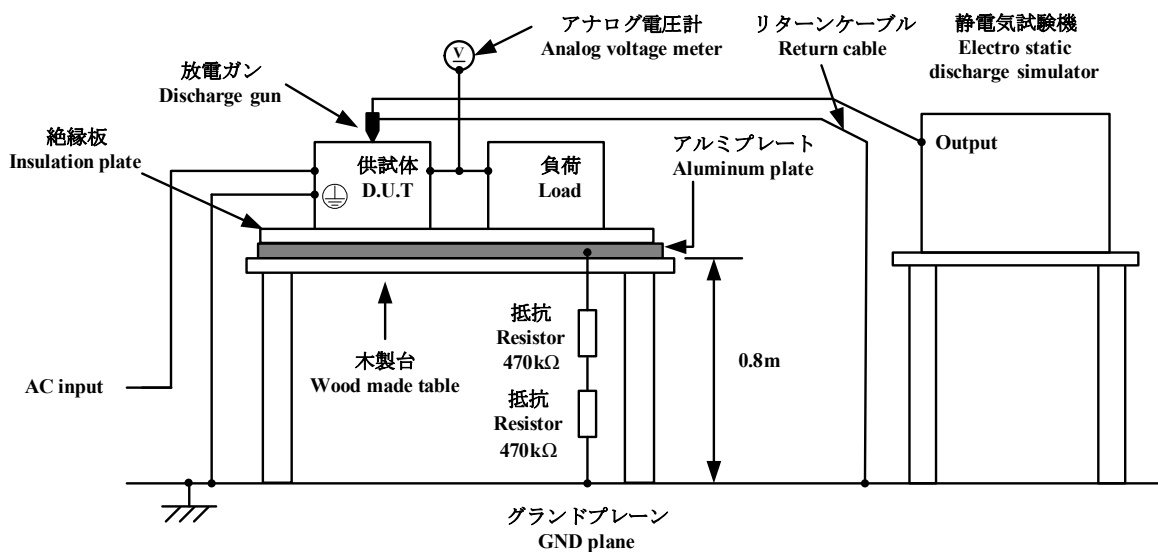 アナログ電圧計
Analog voltage meter
リターンケーブル
Return cable
静電気試験機
Electro static
discharge simulator
V
放電ガン
Discharge gun
絶縁板
Insulation plate
供試体
D.U.T
負荷
Load
アルミプレート
Aluminum plate
Output
抵抗
Resistor
470kΩ
木製台
Wood made table
0.8m
AC input
抵抗
Resistor
470kΩ
グランドプレーン
GND plane